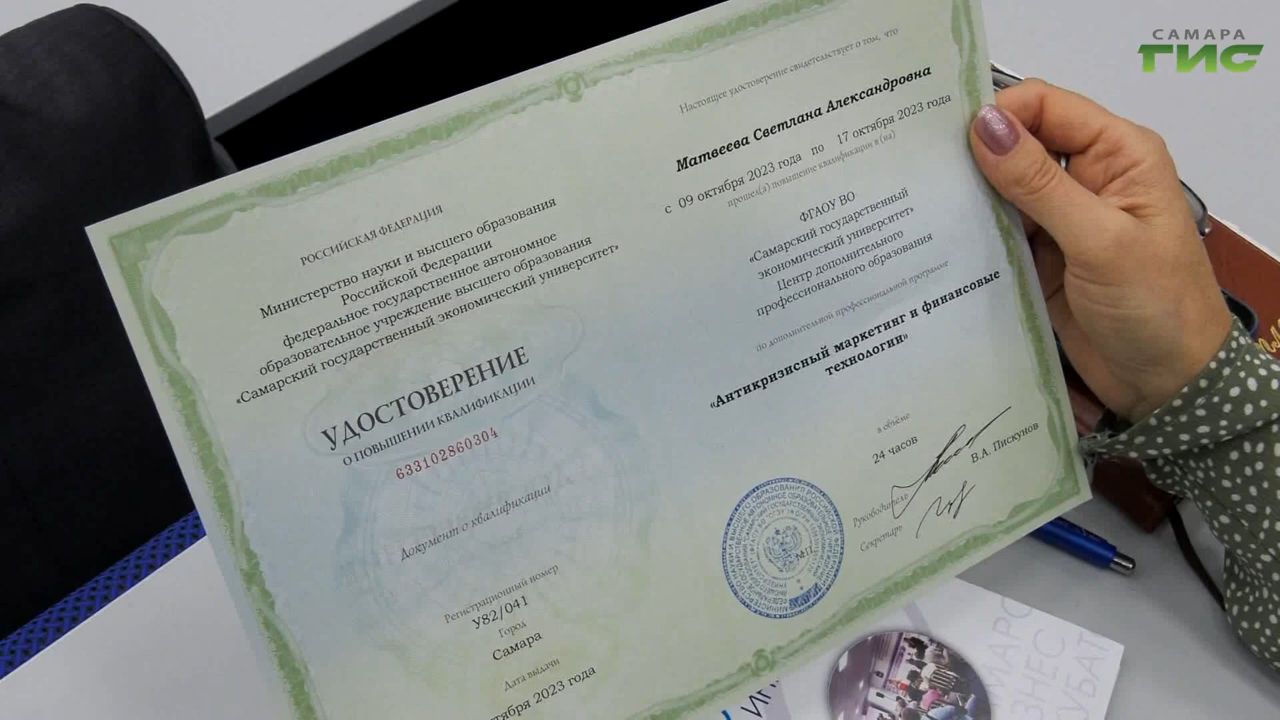 САМАРА
ГИС
РОССИЙСКАЯ ФЕДЕРАЦИЯ
Министерство науки и высшего образования
Российской Федерации
федеральное государственное автономное
образовательное учреждение высшего образования
«Самарский государственный экономический университет»
УДОСТОВЕРЕНИЕ
О ПОВЫШЕНИИ КВАЛИФИКАЦИИ
633102860304
Документ о квалификации
Регистрационный номер
У82/041
Город
Самара
Дата выдачи
2023 года
Настоящее удостоверение свидетельствует о том, что
Матвеева Светлана Александровна
с 09 октября 2023 года по 17 октября 2023 года
прошел(а) повышение квалификации в (на)
ФГАОУ ВО
«Самарский государственный
экономический университет»
Центр дополнительного
профессионального образования
по дополнительной профессиональной программе
«Антикризисный маркетинг и финансовые
технологии»
в объёме
24 часов
Руководитель
В.А. Пискунов
Секретарь